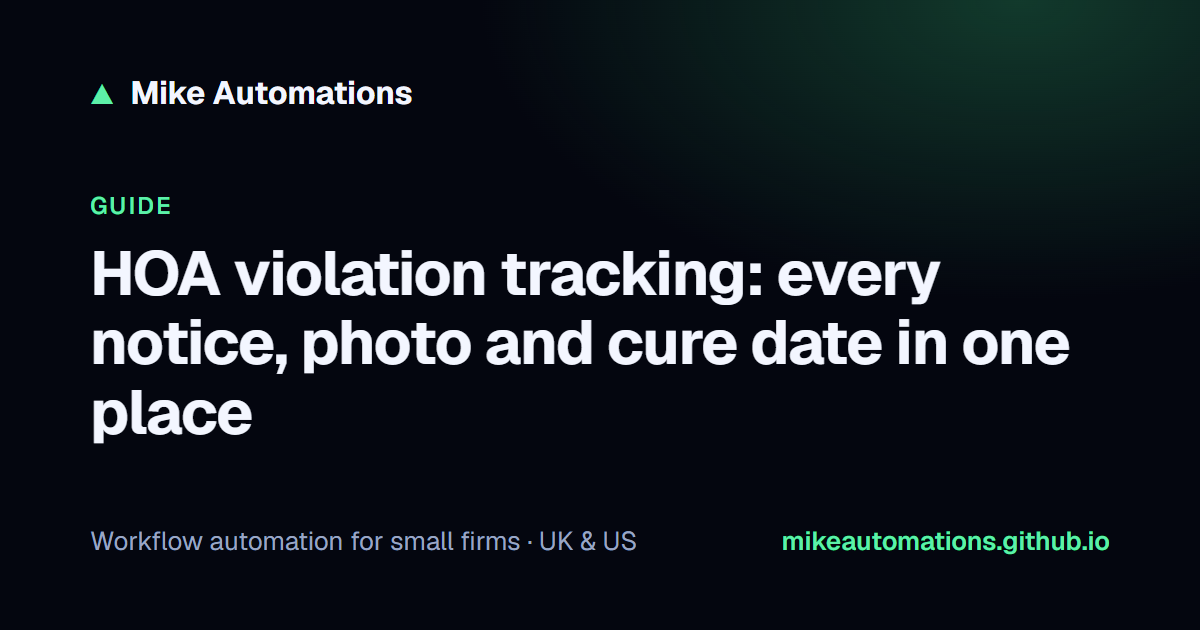 Mike Automations
GUIDE
HOA violation tracking: every
notice, photo and cure date in one
place
Workflow automation for small firms · UK & US
mikeautomations.github.io